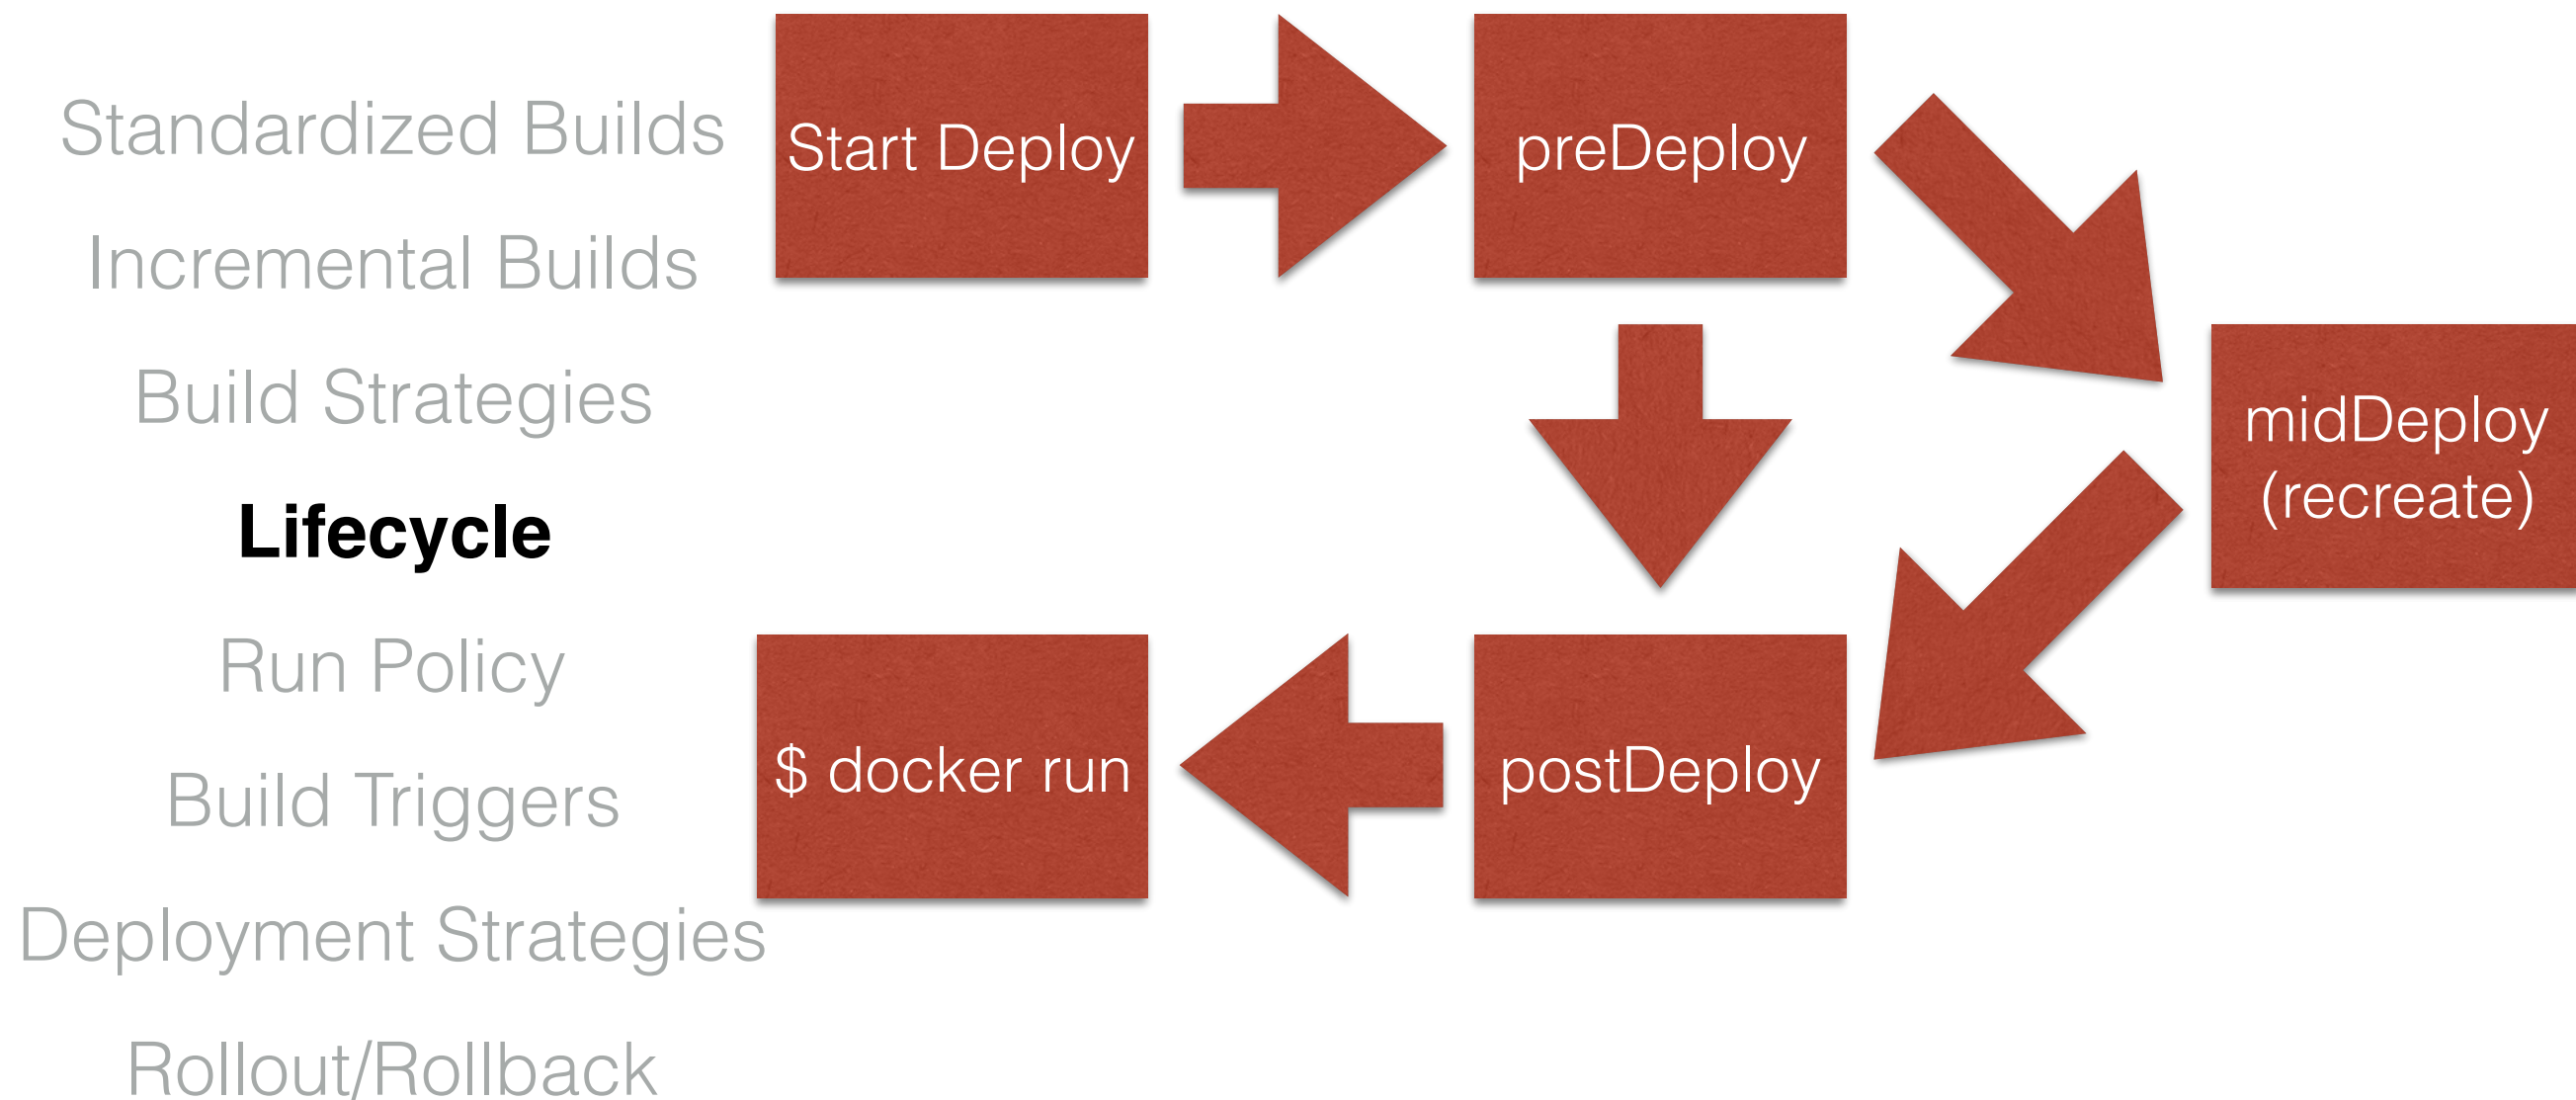 Standardized Builds
Incremental Builds
Build Strategies
Lifecycle
Run Policy
Build Triggers
Deployment Strategies
Rollout/Rollback
Start Deploy
preDeploy
midDeploy
(recreate)
postDeploy
$ docker run